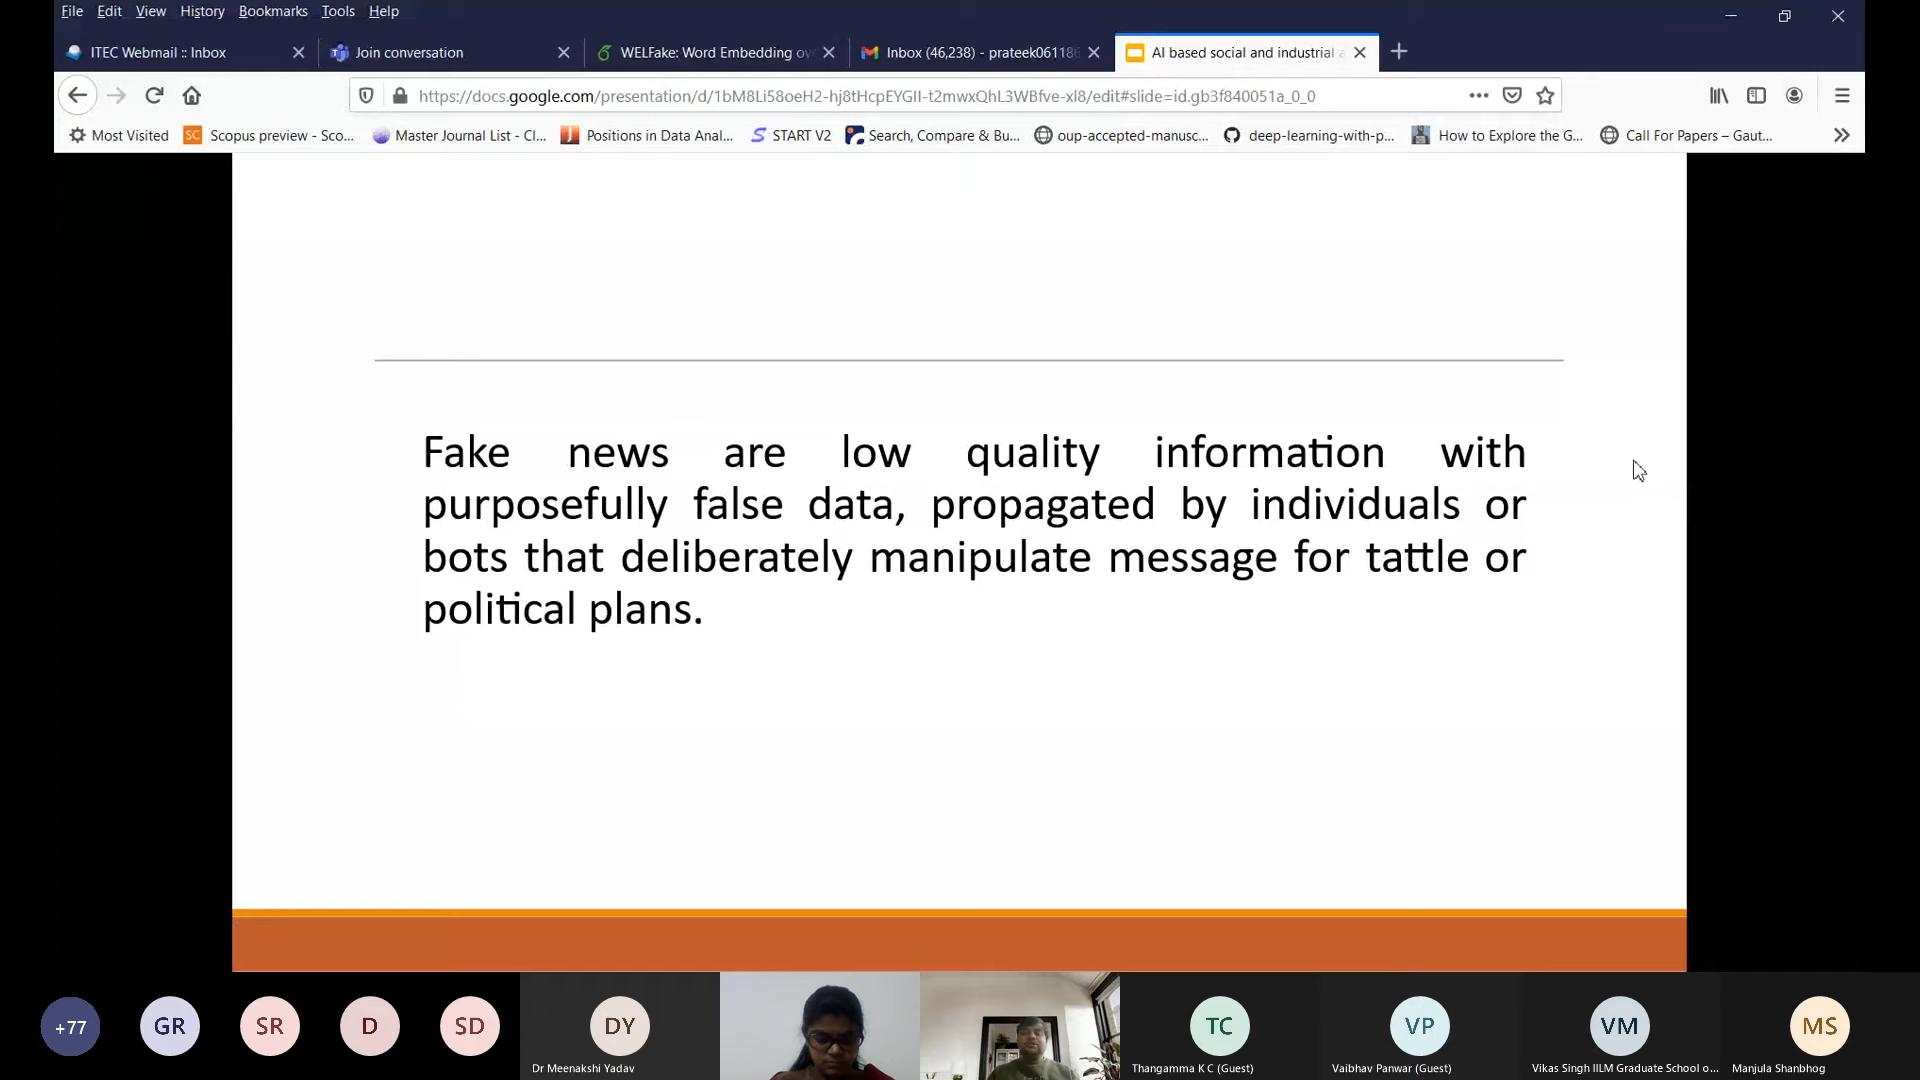 File Edit View History Bookmarks Tools Help
ITEC Webmail :: Inbox
Join conversation
WELFake: Word Embedding ov
Inbox (46,238) - prateek06118
AI based social and industrial a
https://docs.google.com/presentation/d/1bM8Li58oeH2-hj8tHcpEYGII-t2mwxQhL3WBfve-xl8/edit#slide=id.gb3f840051a_0_0
Most Visited SC Scopus preview - Sco... Master Journal List - Cl... Positions in Data Anal... START V2 Search, Compare & Bu... oup-accepted-manusc... deep-learning-with-p... How to Explore the G... Call For Papers – Gaut...
Fake news are low quality information with
purposefully false data, propagated by individuals or
bots that deliberately manipulate message for tattle or
political plans.
+77 GR SR D SD DY TC VP VM MS
Dr Meenakshi Yadav Thangamma K C (Guest) Vaibhav Panwar (Guest) Vikas Singh IILM Graduate School o... Manjula Shanbhog